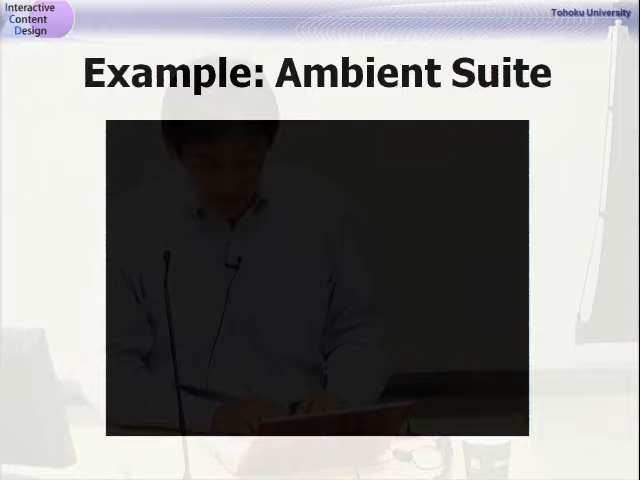 Interactive
Content
Design
Tohoku University
Example: Ambient Suite